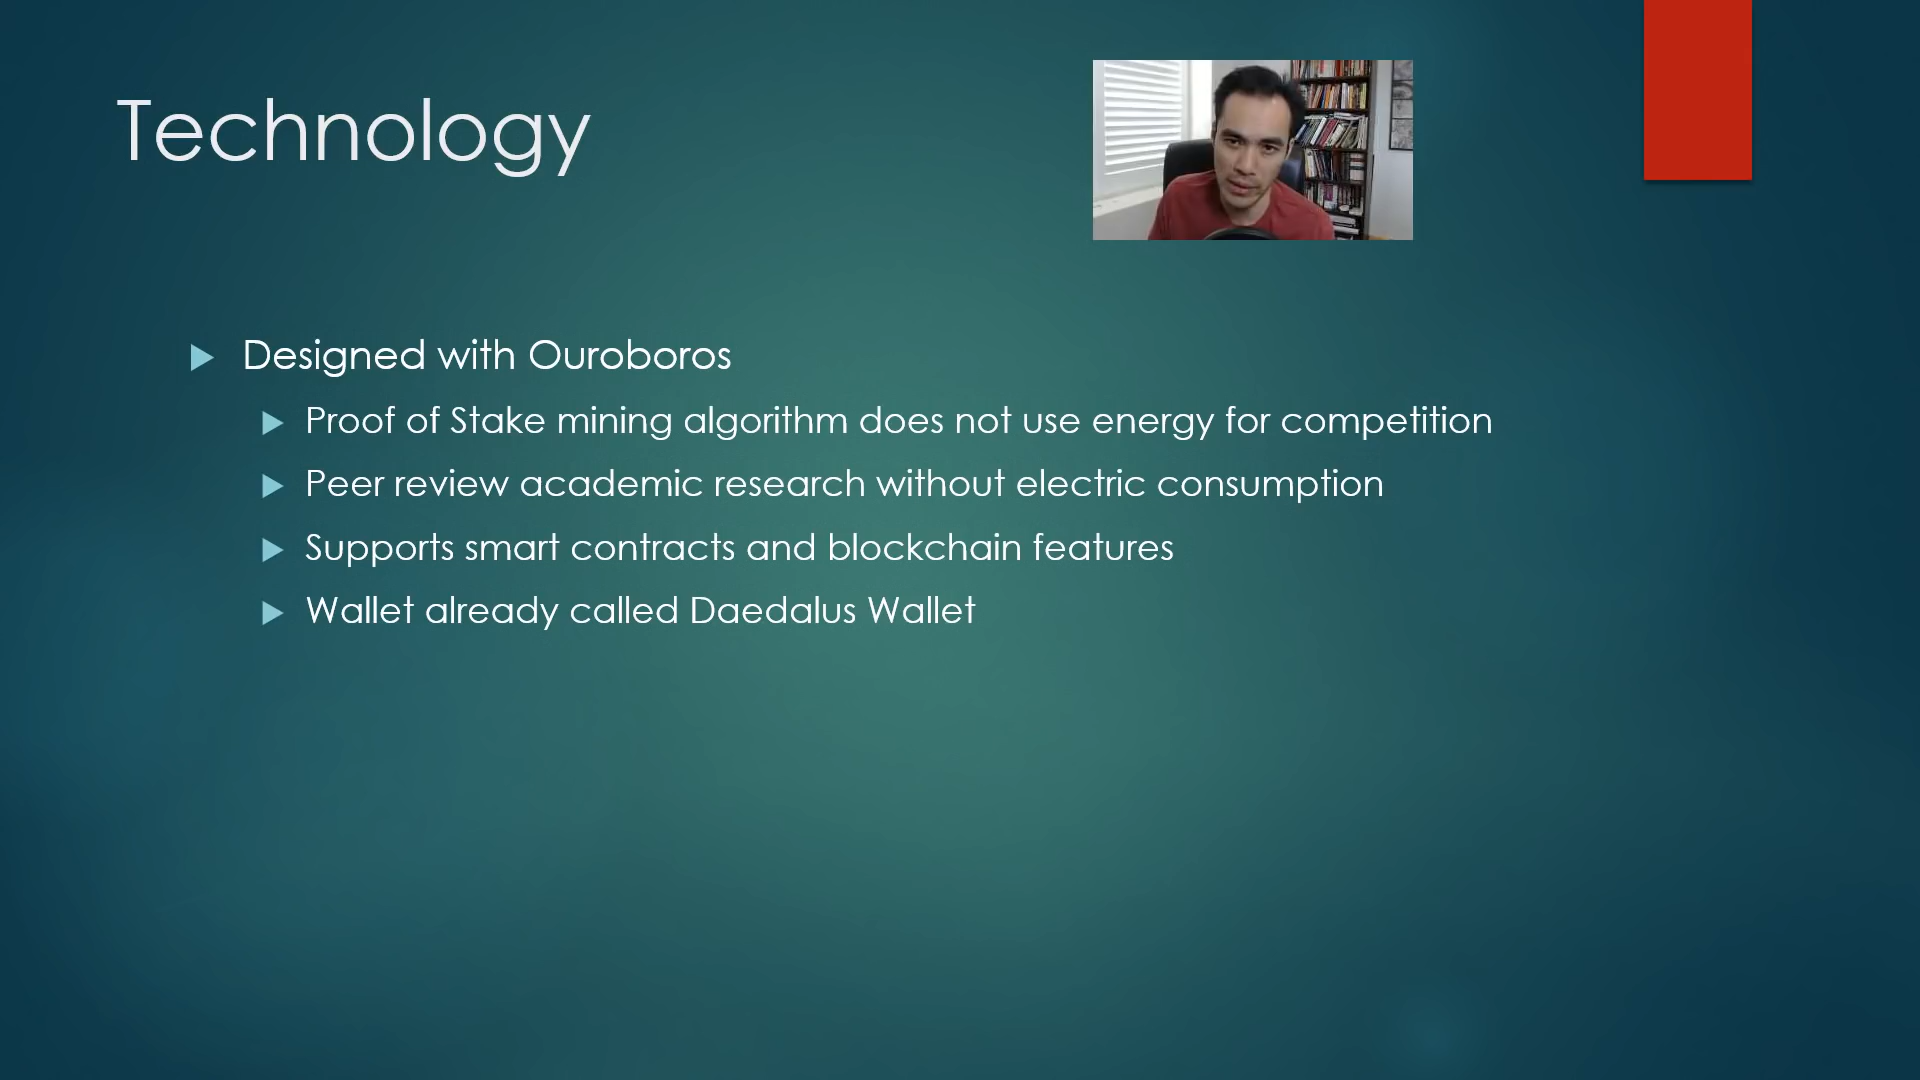 Technology
Designed with Ouroboros
Proof of Stake mining algorithm does not use energy for competition
Peer review academic research without electric consumption
Supports smart contracts and blockchain features
Wallet already called Daedalus Wallet